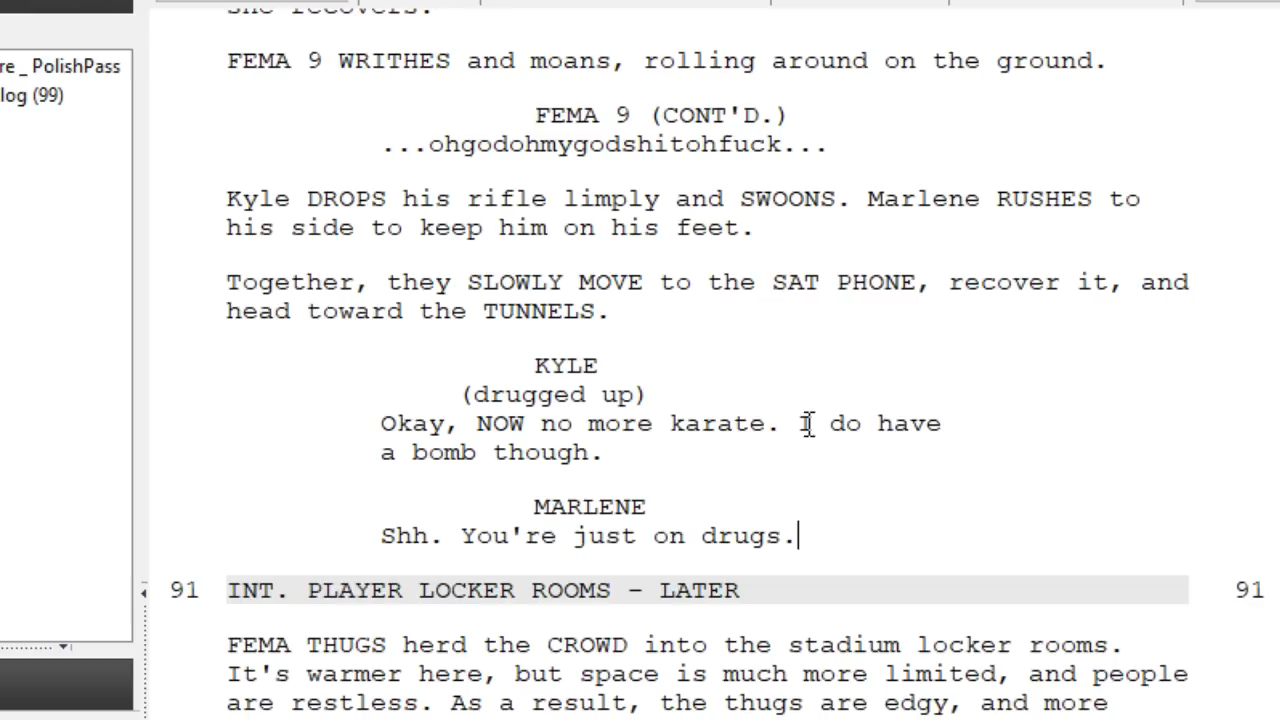 she recovers.
re _ PolishPass
log (99)
FEMA 9 WRITHES and moans, rolling around on the ground.
FEMA 9 (CONT'D.)
...ohgodohmygodshitohfuck...
Kyle DROPS his rifle limply and SWOONS. Marlene RUSHES to
his side to keep him on his feet.
Together, they SLOWLY MOVE to the SAT PHONE, recover it, and
head toward the TUNNELS.
KYLE
(drugged up)
Okay, NOW no more karate. I do have
a bomb though.
MARLENE
Shh. You're just on drugs.
91 INT. PLAYER LOCKER ROOMS - LATER 91
FEMA THUGS herd the CROWD into the stadium locker rooms.
It's warmer here, but space is much more limited, and people
are restless. As a result, the thugs are edgy, and more